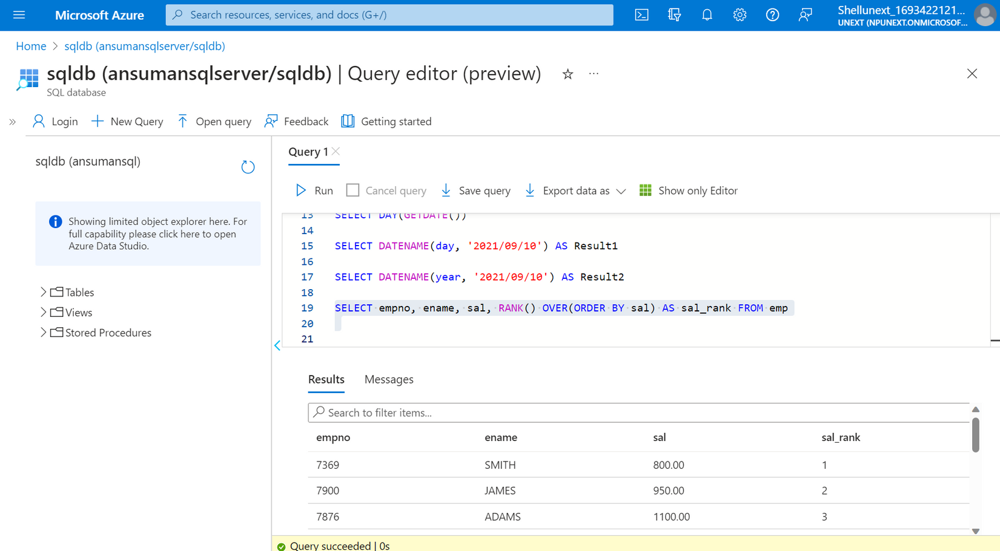 Microsoft Azure
Search resources, services, and docs (G+/)
Shellunext_1693422121...
UNEXT (NPUNEXT.ONMICROSOF...
Home > sqldb (ansumansqlserver/sqldb)
sqldb (ansumansqlserver/sqldb) | Query editor (preview)
SQL database
Login
New Query
Open query
Feedback
Getting started
sqldb (ansumansql)
Showing limited object explorer here. For
full capability please click here to open
Azure Data Studio.
Tables
Views
Stored Procedures
Query 1
Run
Cancel query
Save query
Export data as
Show only Editor
13 SELECT DAY(GETDATE())
14
15 SELECT DATENAME(day, '2021/09/10') AS Result1
16
17 SELECT DATENAME(year, '2021/09/10') AS Result2
18
19 SELECT empno, ename, sal, RANK() OVER(ORDER BY sal) AS sal_rank FROM emp
20
21
Results Messages
Search to filter items...
empno ename sal sal_rank
7369 SMITH 800.00 1
7900 JAMES 950.00 2
7876 ADAMS 1100.00 3
Query succeeded | 0s